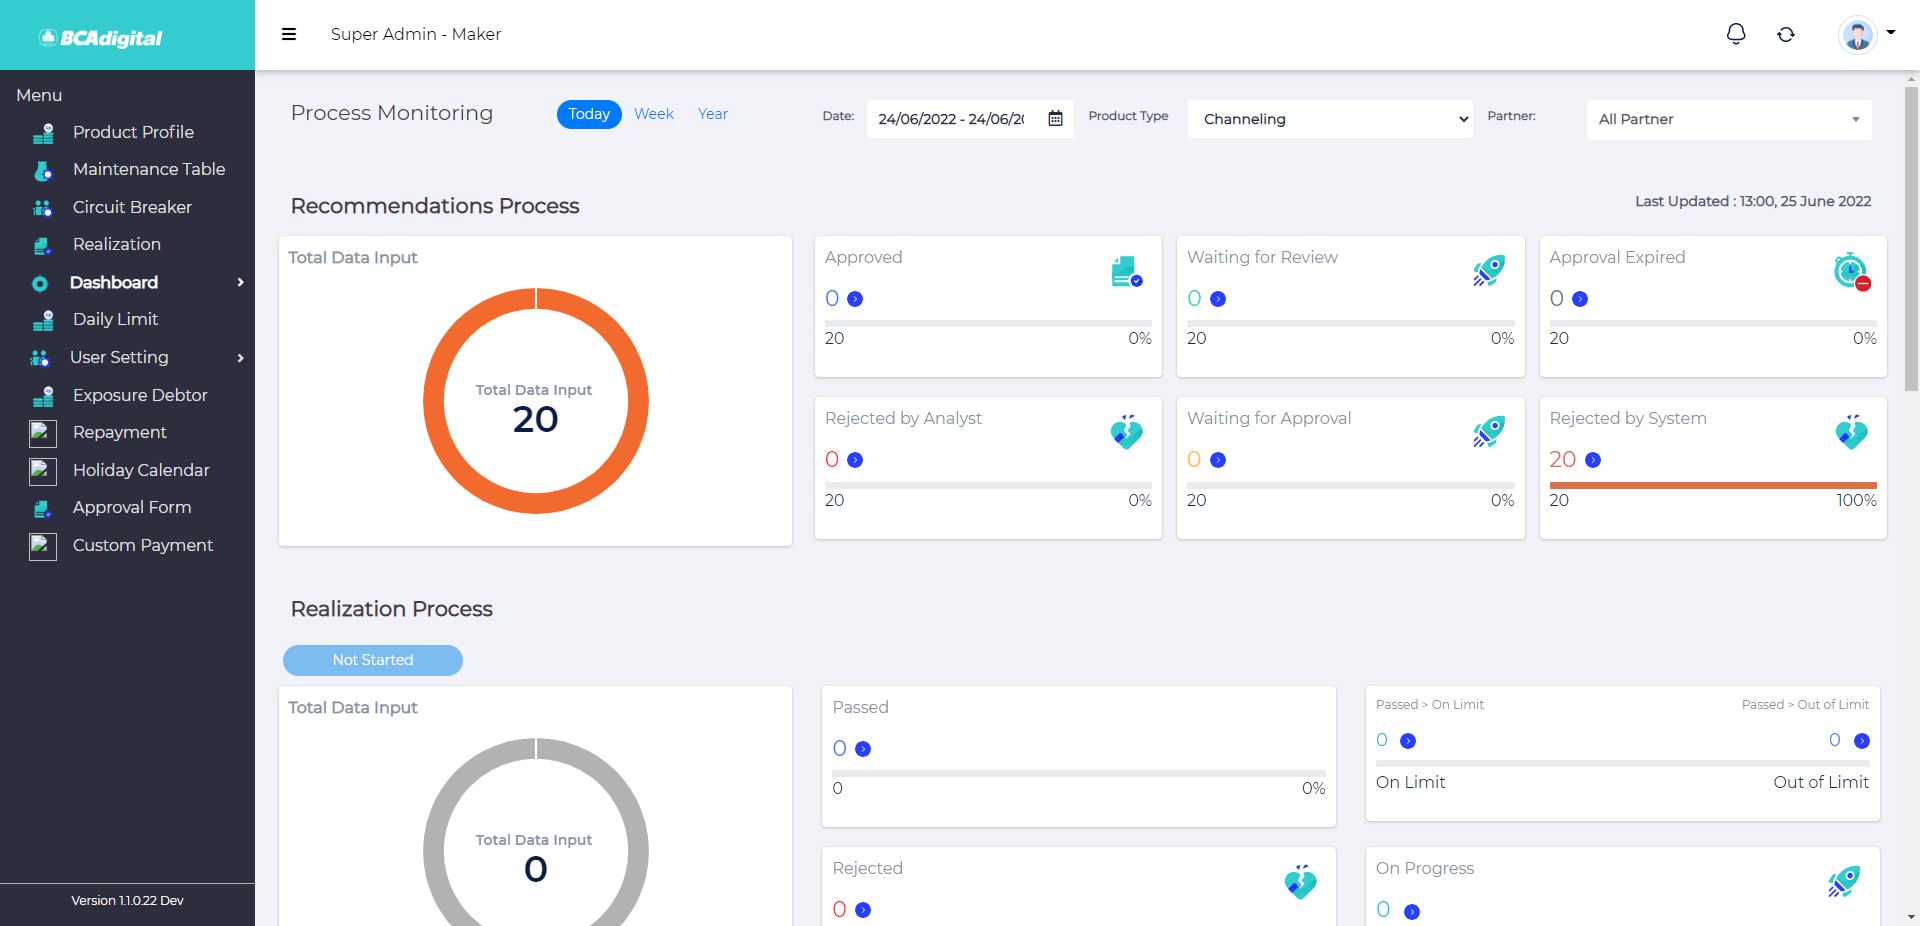 BCAdigital
Super Admin - Maker
Menu
Product Profile
Maintenance Table
Circuit Breaker
Realization
Dashboard
Daily Limit
User Setting
Exposure Debtor
Repayment
Holiday Calendar
Approval Form
Custom Payment
Version 1.1.0.22 Dev
Process Monitoring
Today Week Year
Date: 24/06/2022 - 24/06/20
Product Type Channeling
Partner: All Partner
Recommendations Process
Last Updated : 13:00, 25 June 2022
Total Data Input
Total Data Input
20
Approved
0
20 0%
Waiting for Review
0
20 0%
Approval Expired
0
20 0%
Rejected by Analyst
0
20 0%
Waiting for Approval
0
20 0%
Rejected by System
20
20 100%
Realization Process
Not Started
Total Data Input
Total Data Input
0
Passed
0
0 0%
Passed > On Limit Passed > Out of Limit
0 0
On Limit Out of Limit
Rejected
0
On Progress
0